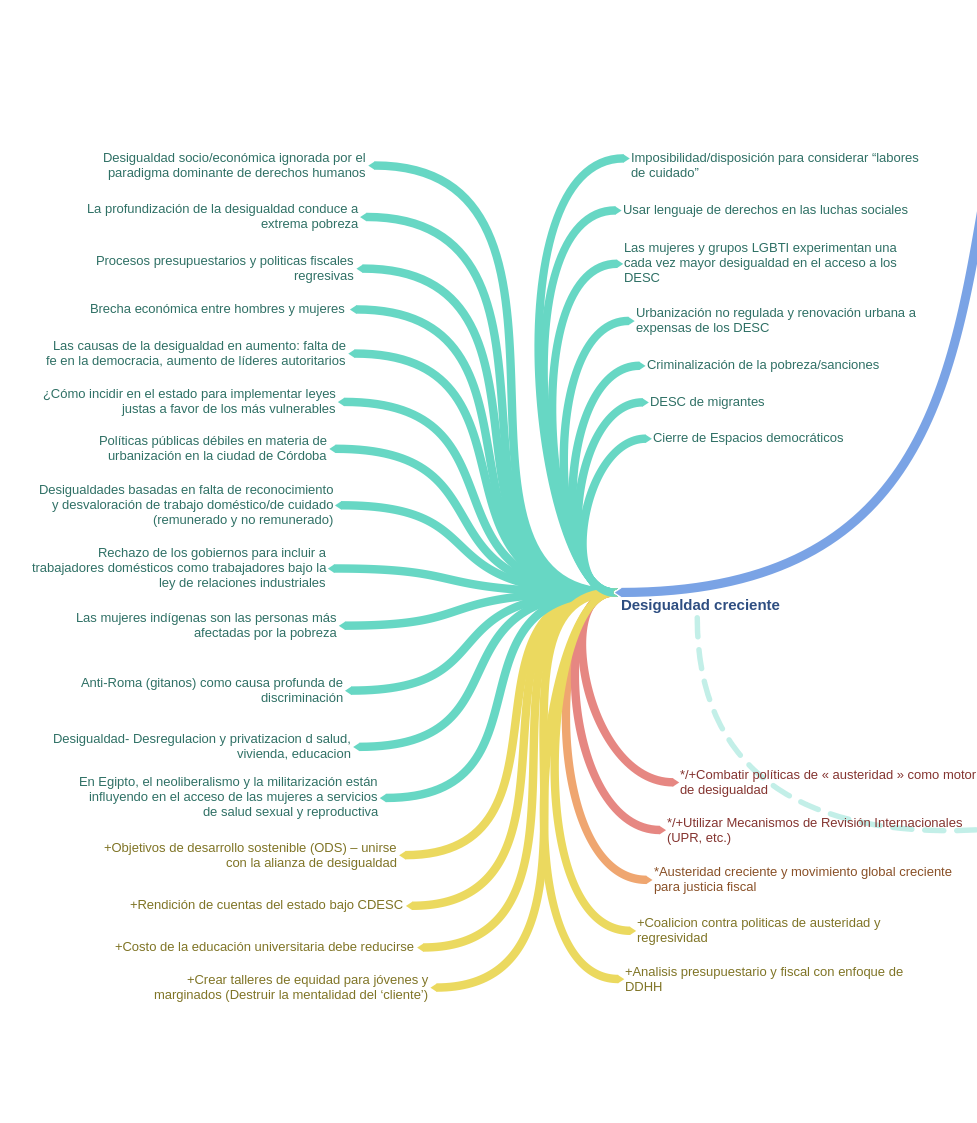 Desigualdad socio/económica ignorada por el
paradigma dominante de derechos humanos
La profundización de la desigualdad conduce a
extrema pobreza
Procesos presupuestarios y politicas fiscales
regresivas
Brecha económica entre hombres y mujeres
Las causas de la desigualdad en aumento: falta de
fe en la democracia, aumento de líderes autoritarios
¿Cómo incidir en el estado para implementar leyes
justas a favor de los más vulnerables
Políticas públicas débiles en materia de
urbanización en la ciudad de Córdoba
Desigualdades basadas en falta de reconocimiento
y desvaloración de trabajo doméstico/de cuidado
(remunerado y no remunerado)
Rechazo de los gobiernos para incluir a
trabajadores domésticos como trabajadores bajo la
ley de relaciones industriales
Las mujeres indígenas son las personas más
afectadas por la pobreza
Anti-Roma (gitanos) como causa profunda de
discriminación
Desigualdad- Desregulacion y privatizacion d salud,
vivienda, educacion
En Egipto, el neoliberalismo y la militarización están
influyendo en el acceso de las mujeres a servicios
de salud sexual y reproductiva
+Objetivos de desarrollo sostenible (ODS) – unirse
con la alianza de desigualdad
+Rendición de cuentas del estado bajo CDESC
+Costo de la educación universitaria debe reducirse
+Crear talleres de equidad para jóvenes y
marginados (Destruir la mentalidad del ‘cliente’)
Imposibilidad/disposición para considerar “labores
de cuidado”
Usar lenguaje de derechos en las luchas sociales
Las mujeres y grupos LGBTI experimentan una
cada vez mayor desigualdad en el acceso a los
DESC
Urbanización no regulada y renovación urbana a
expensas de los DESC
Criminalización de la pobreza/sanciones
DESC de migrantes
Cierre de Espacios democráticos
Desigualdad creciente
*/+Combatir políticas de « austeridad » como motor
de desigualdad
*/+Utilizar Mecanismos de Revisión Internacionales
(UPR, etc.)
*Austeridad creciente y movimiento global creciente
para justicia fiscal
+Coalicion contra politicas de austeridad y
regresividad
+Analisis presupuestario y fiscal con enfoque de
DDHH